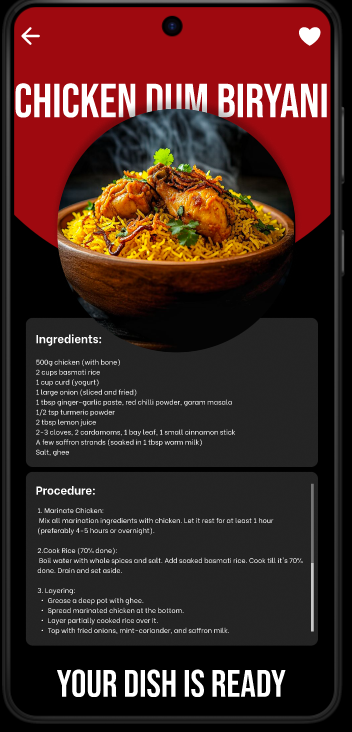 CHICKEN DUM BIRYANI
Ingredients:
500g chicken (with bone)
2 cups basmati rice
1 cup curd (yogurt)
1 large onion (sliced and fried)
1 tbsp ginger-garlic paste, red chilli powder, garam masala
1/2 tsp turmeric powder
2 tbsp lemon juice
2-3 cloves, 2 cardamoms, 1 bay leaf, 1 small cinnamon stick
A few saffron strands (soaked in 1 tbsp warm milk)
Salt, ghee
Procedure:
1. Marinate Chicken:
Mix all marination ingredients with chicken. Let it rest for at least 1 hour
(preferably 4-5 hours or overnight).
2.Cook Rice (70% done):
Boil water with whole spices and salt. Add soaked basmati rice. Cook till it's 70%
done. Drain and set aside.
3. Layering:
• Grease a deep pot with ghee.
• Spread marinated chicken at the bottom.
• Layer partially cooked rice over it.
• Top with fried onions, mint-coriander, and saffron milk.
YOUR DISH IS READY